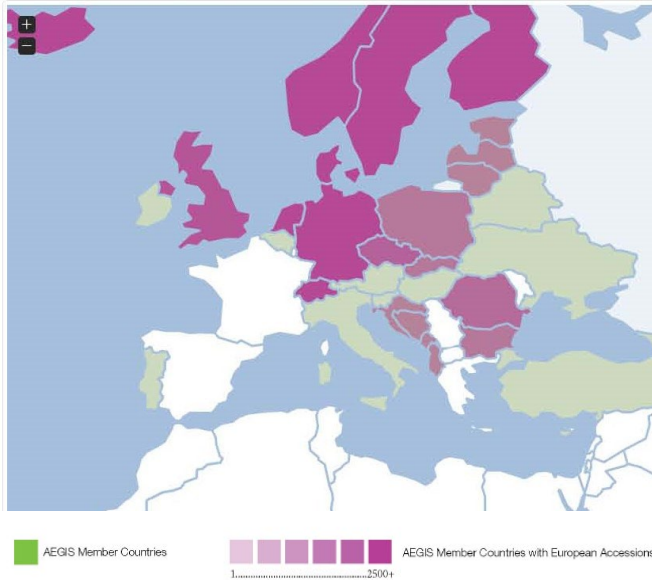 +
−
AEGIS Member Countries
AEGIS Member Countries with European Accessions
1..............................2500+